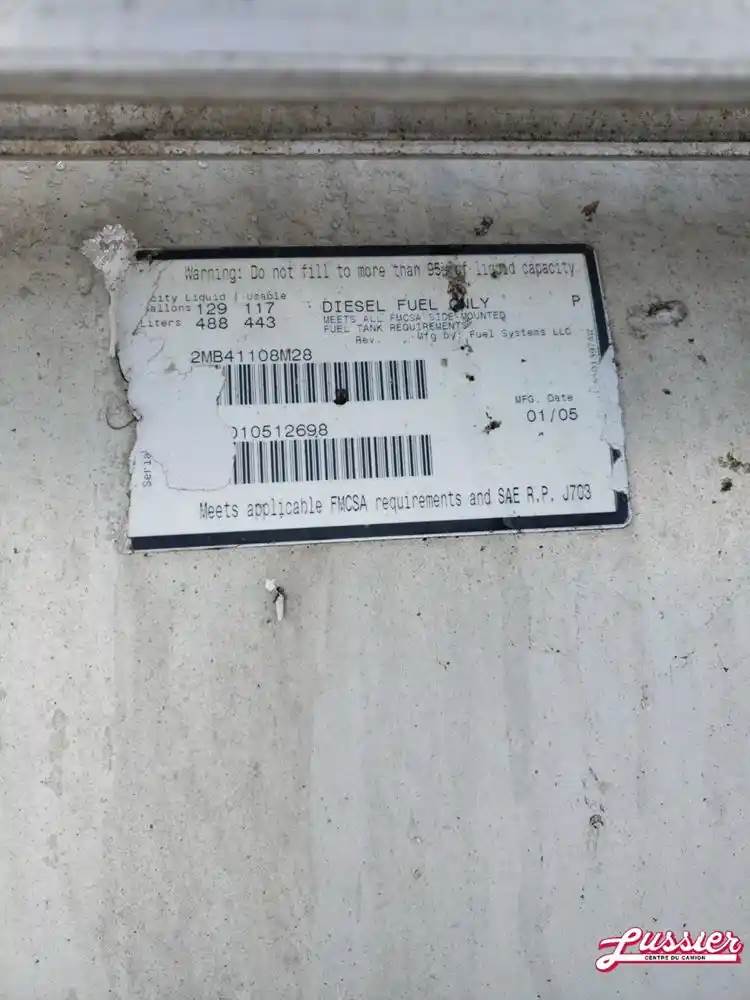 Warning: Do not fill to more than 95% of liquid capacity
city Liquid Usable
allons 129 117
Liters 488 443
DIESEL FUEL ONLY
P
MEETS ALL FMCSA SIDE-MOUNTED
FUEL TANK REQUIREMENTS
Rev. Mfg by: Fuel Systems LLC
2MB41108M28
MFG. Date
01/05
010512698
Seria
Meets applicable FMCSA requirements and SAE R.P. J703
Lussier
CENTRE DU CAMION